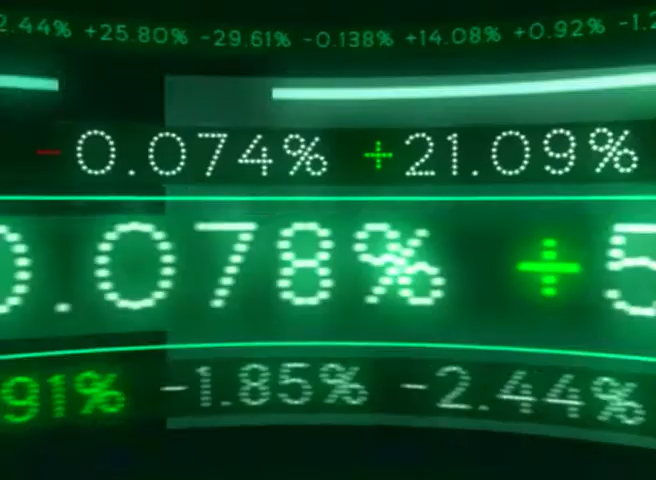 2.44% +25.80% -29.61% -0.138% +14.08% +0.92% -1.2
-0.074% +21.09%
0.078% + 5
91% -1.85% -2.44%